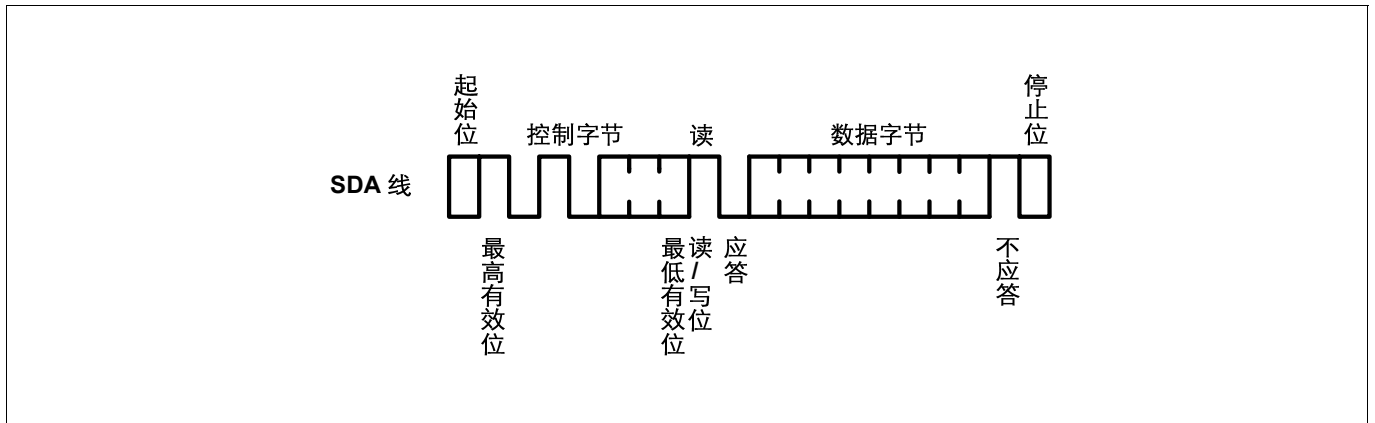 起始位
控制字节
读
数据字节
停止位
SDA 线
最高有效位
最低有效位
读/写位
应答
不应答